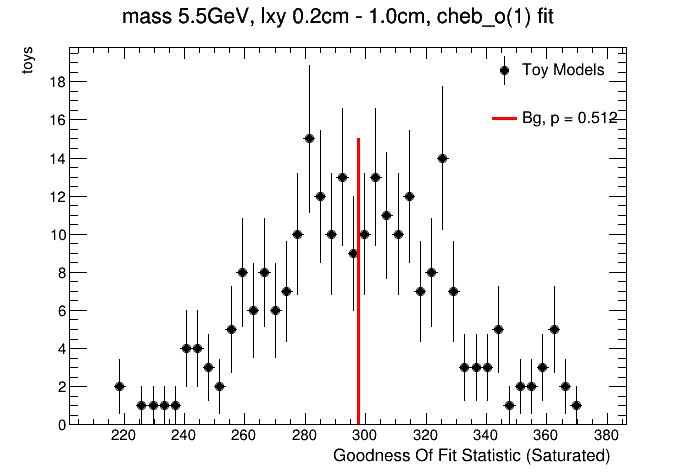 mass 5.5GeV, lxy 0.2cm - 1.0cm, cheb_o(1) fit
toys
Toy Models
Bg, p = 0.512
18
16
14
12
10
8
6
4
2
0
220 240 260 280 300 320 340 360 380
Goodness Of Fit Statistic (Saturated)